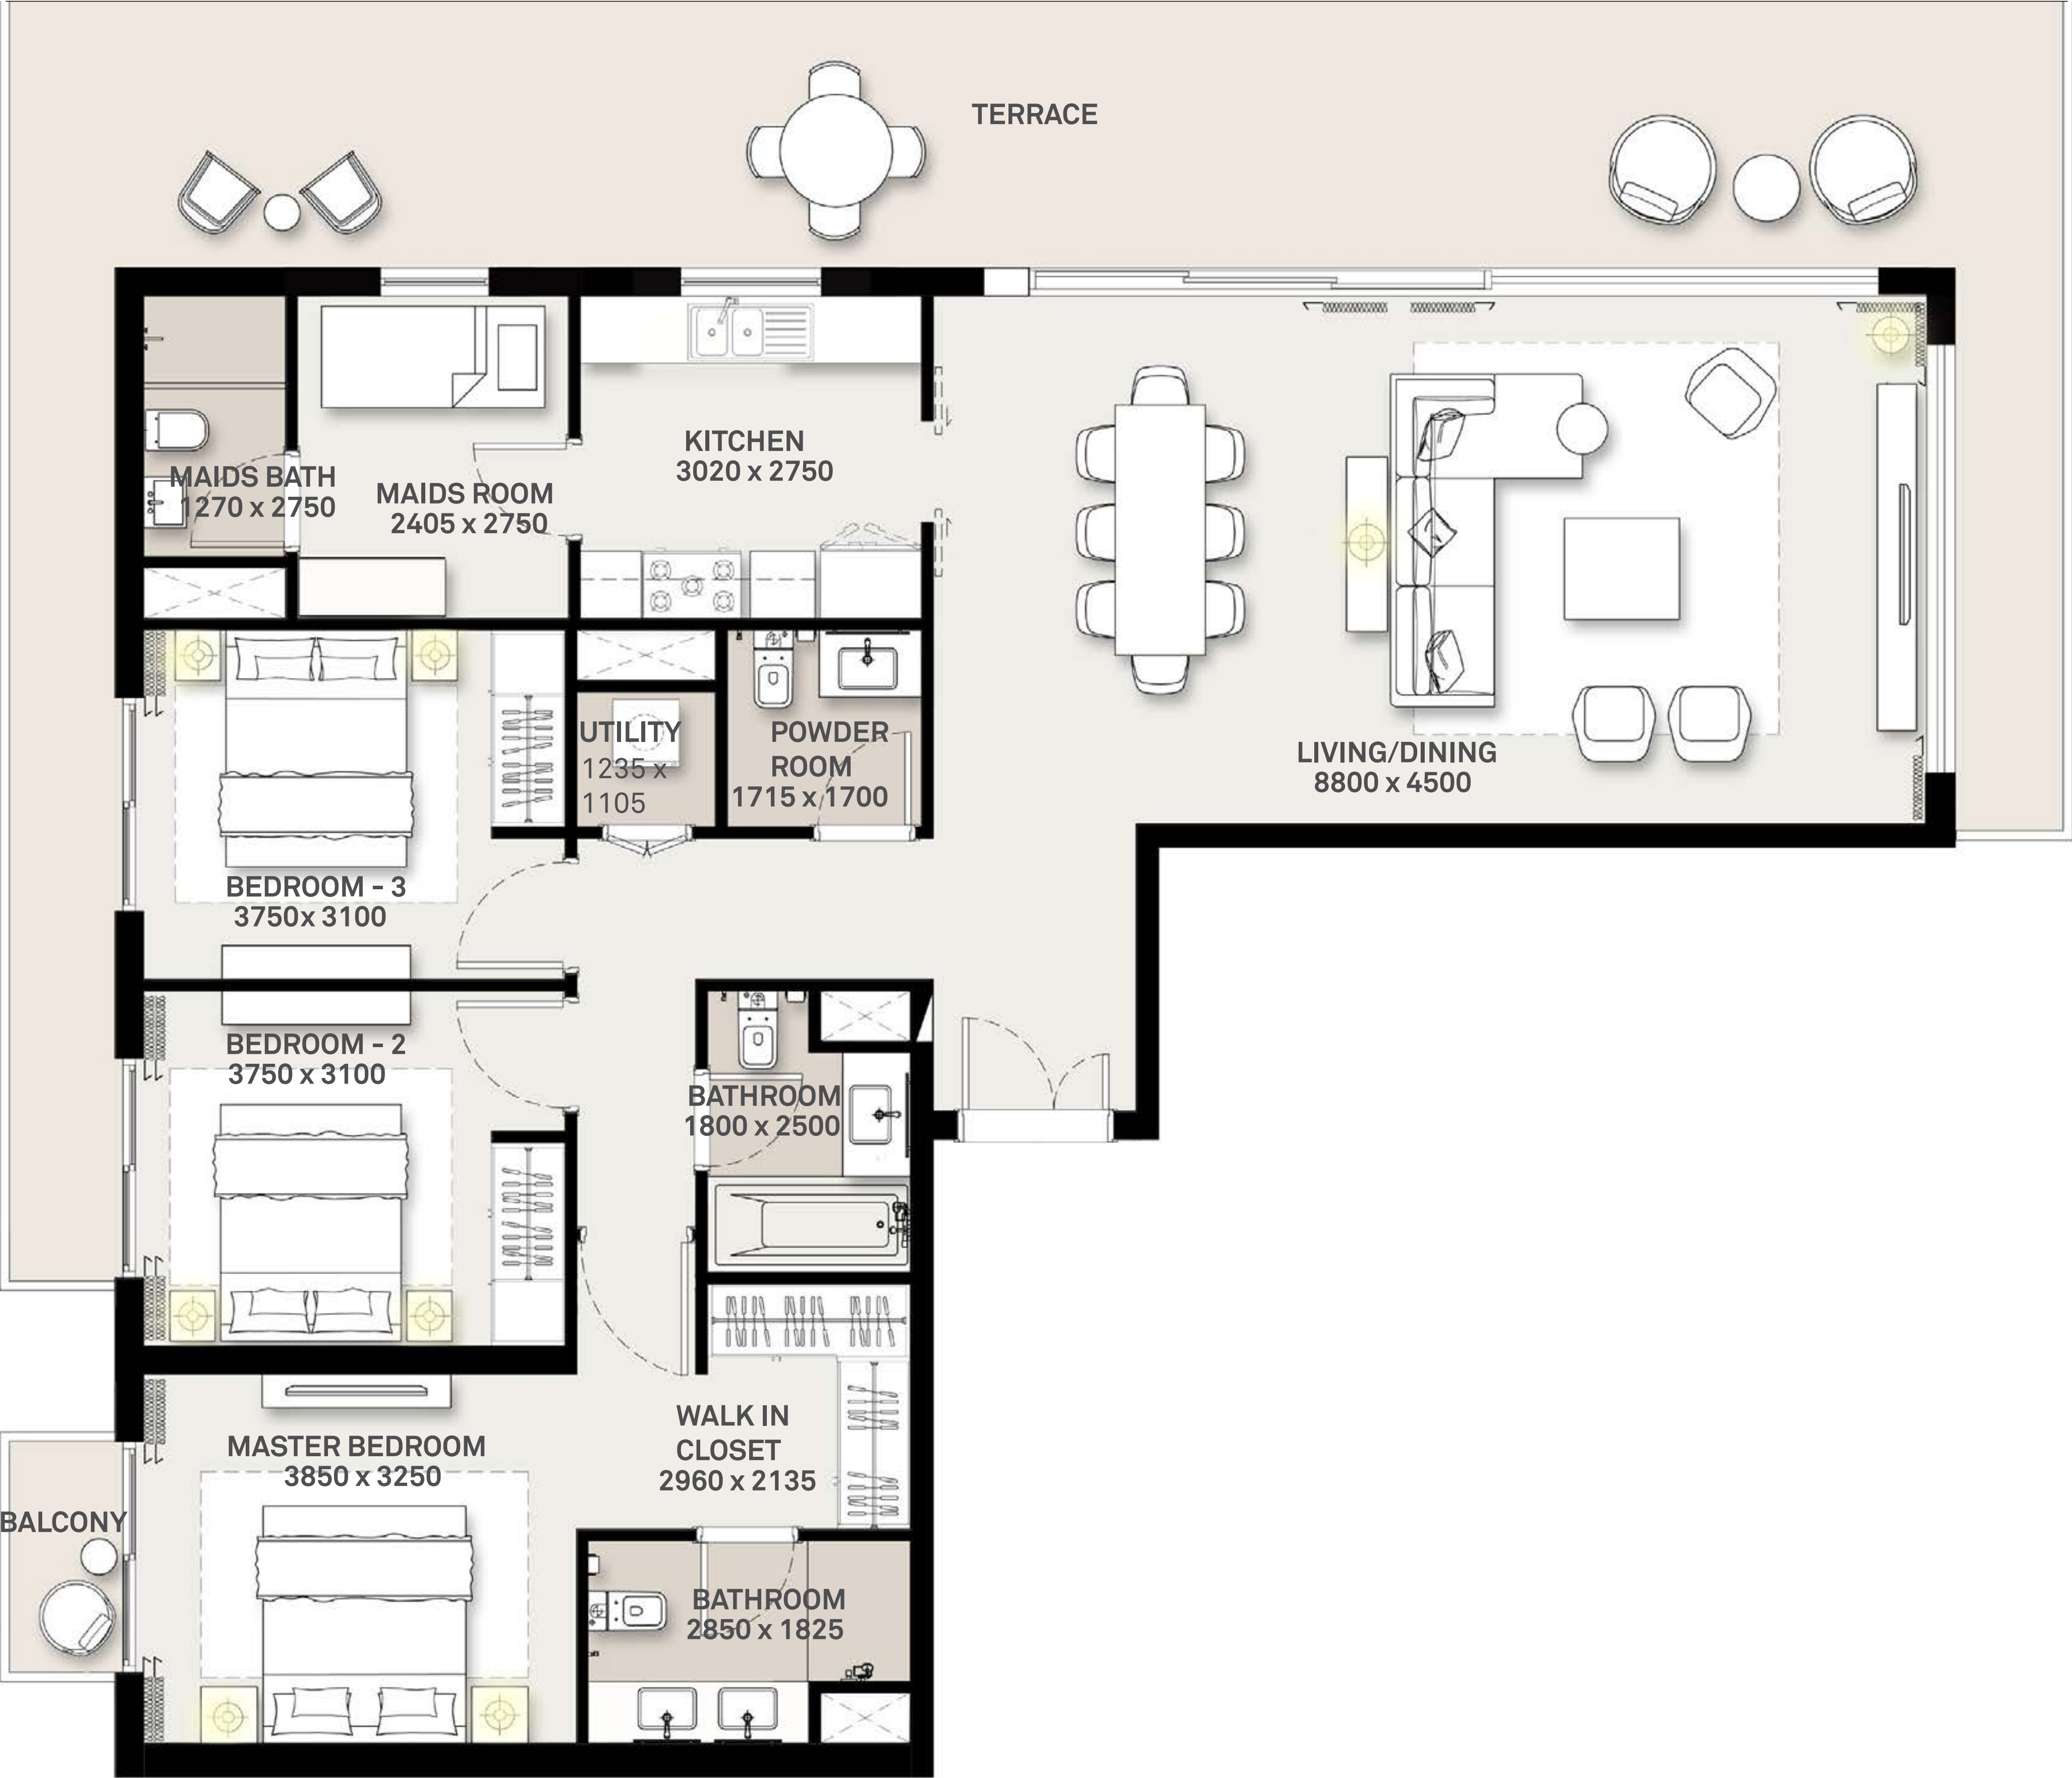 TERRACE
KITCHEN
3020 x 2750
MAIDS BATH
1270 x 2750
MAIDS ROOM
2405 x 2750
UTILITY
1235 x
1105
POWDER
ROOM
1715 x 1700
LIVING/DINING
8800 x 4500
BEDROOM - 3
3750x 3100
BEDROOM - 2
3750 x 3100
BATHROOM
1800 x 2500
MASTER BEDROOM
3850 x 3250
WALK IN
CLOSET
2960 x 2135
BALCONY
BATHROOM
2850 x 1825